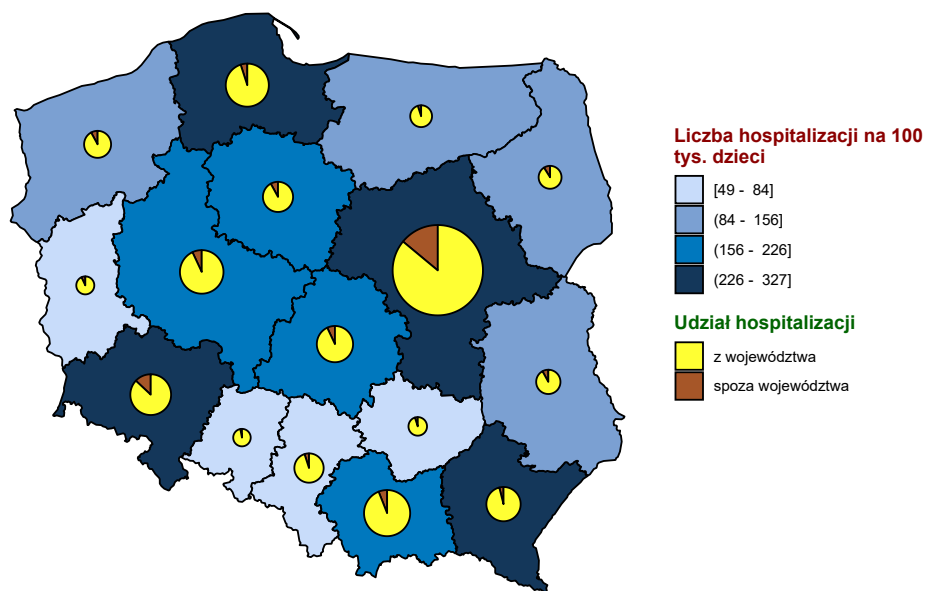 Liczba hospitalizacji na 100
tys. dzieci
[49 - 84]
(84 - 156]
(156 - 226]
(226 - 327]
Udział hospitalizacji
z województwa
spoza województwa